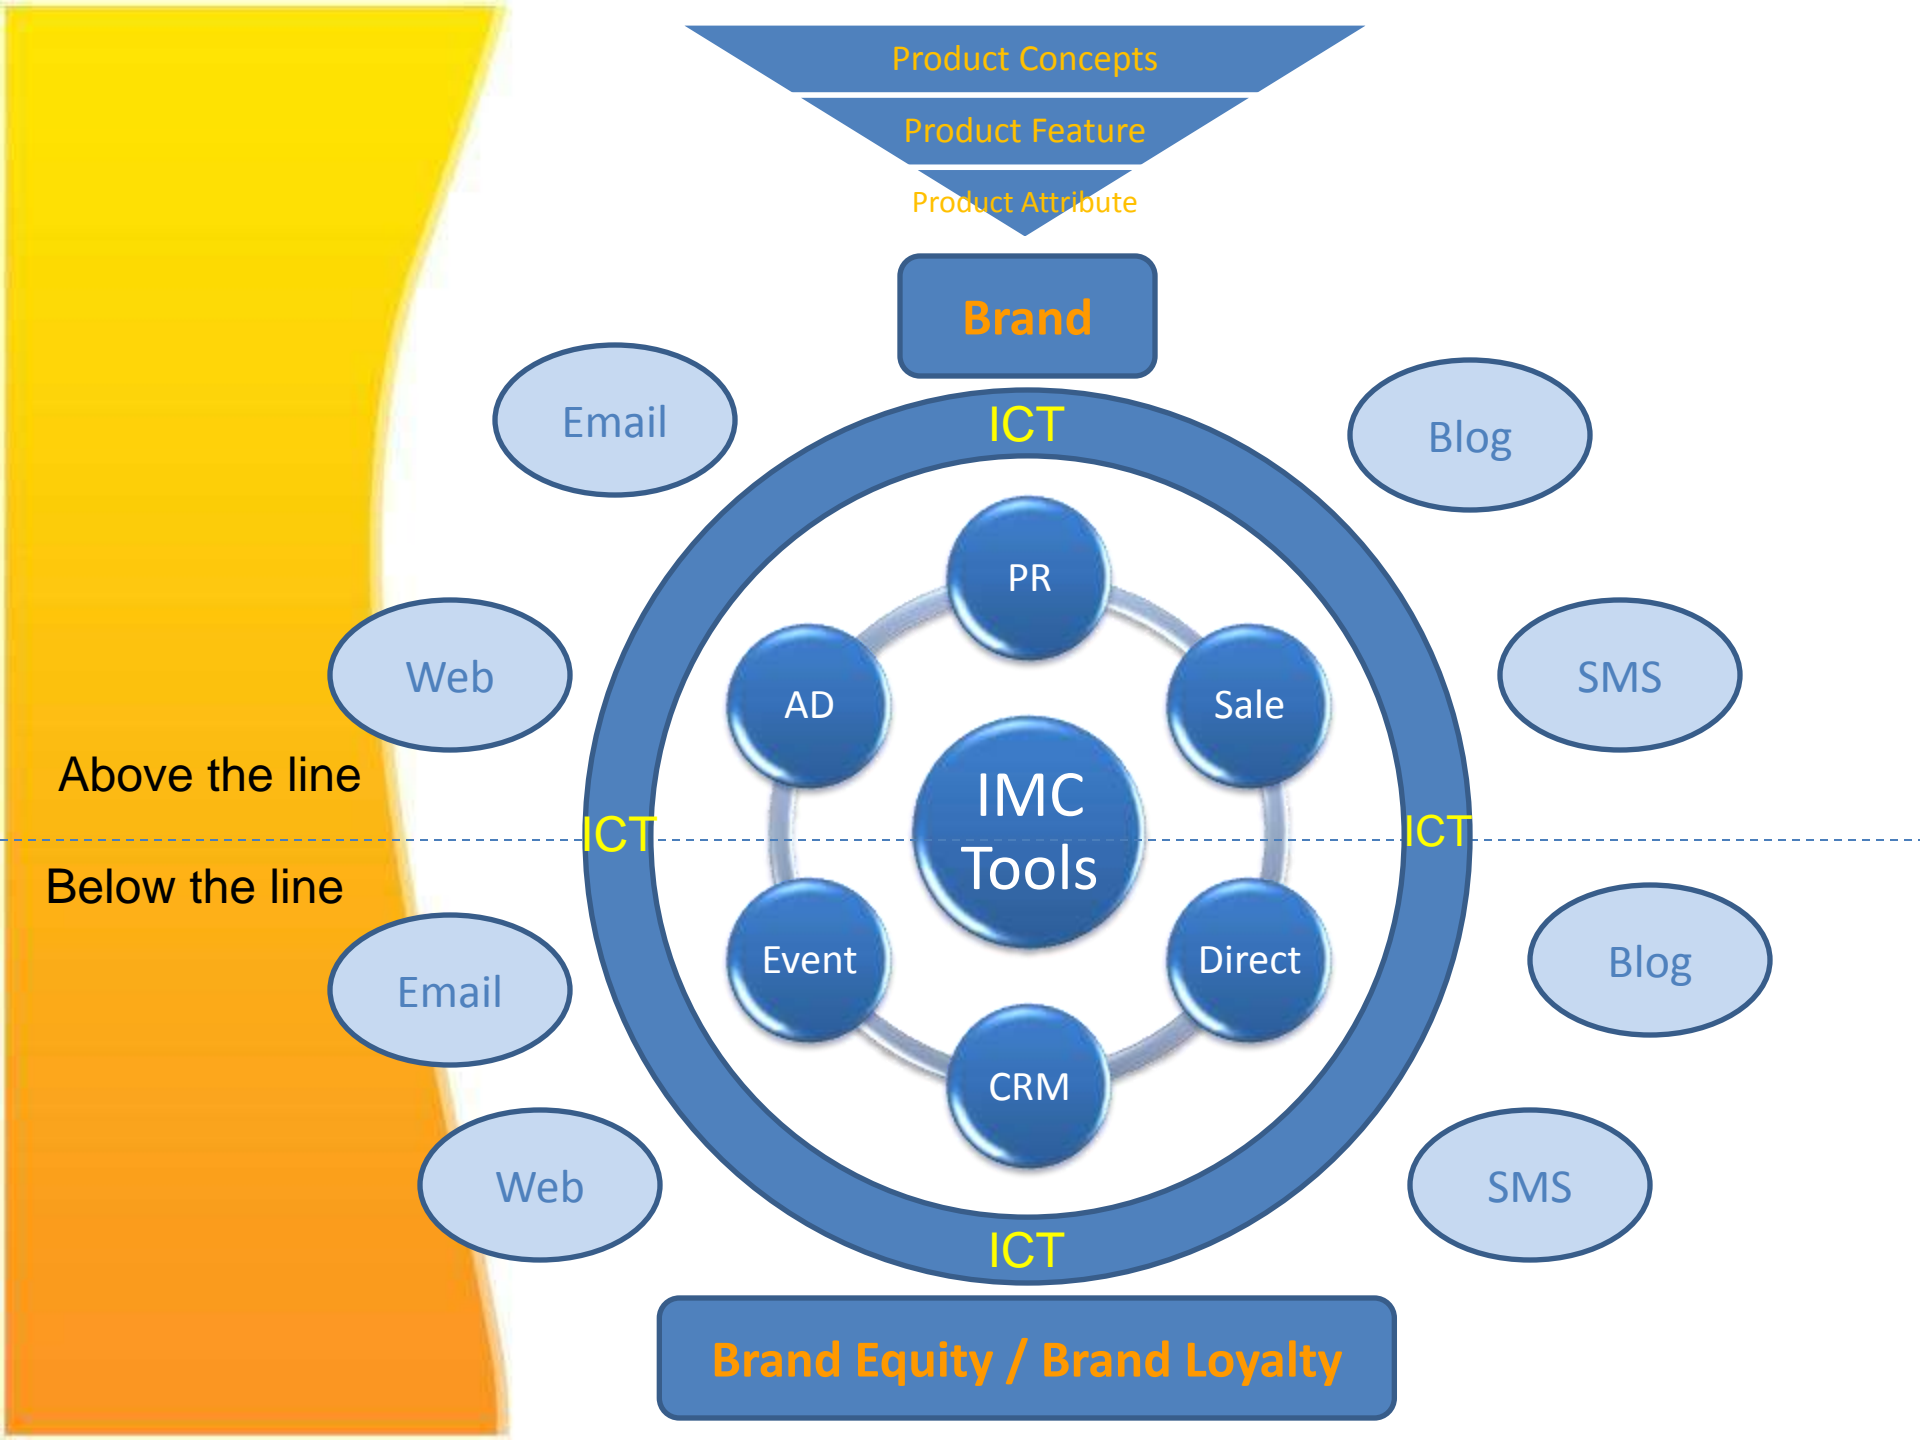 Product Concepts
Product Feature
Product Attribute
Brand
ICT
Email
Blog
PR
Web
AD
Sale
SMS
Above the line
IMC
Tools
ICT
ICT
Below the line
Event
Direct
Blog
Email
CRM
Web
SMS
ICT
Brand Equity / Brand Loyalty